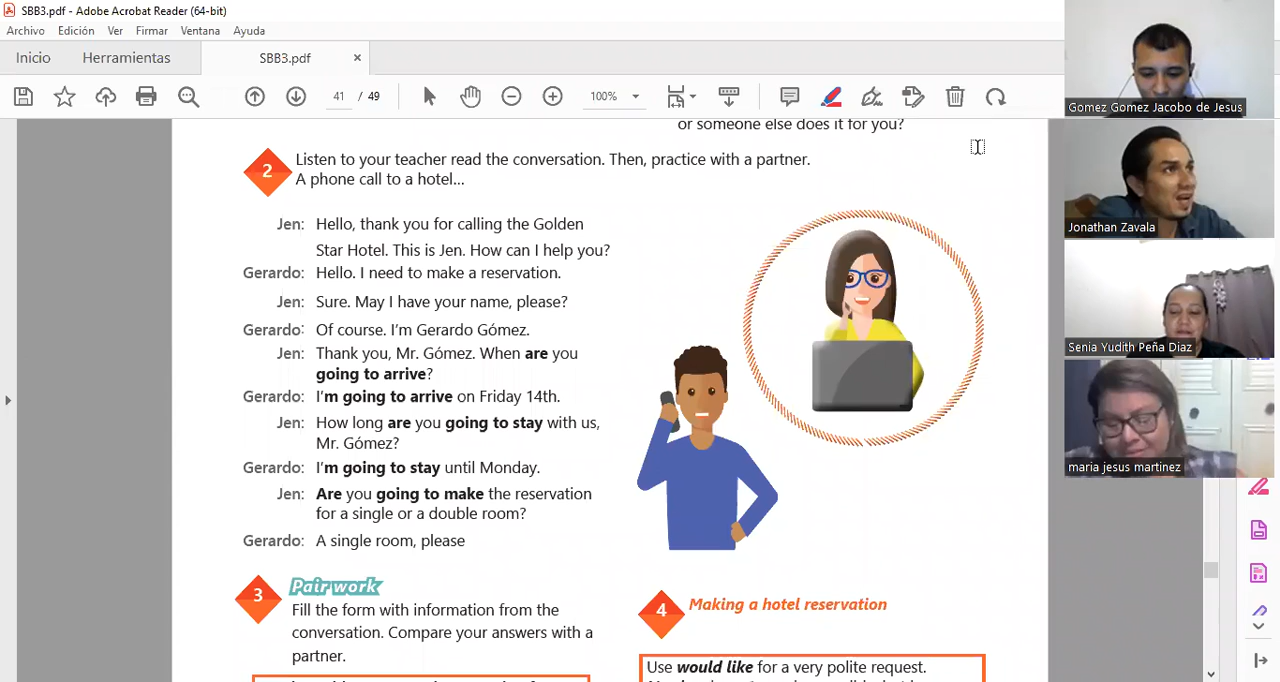 SBB3.pdf - Adobe Acrobat Reader (64-bit)
Archivo Edición Ver Firmar Ventana Ayuda
Inicio Herramientas SBB3.pdf ×
41 / 49 100%
or someone else does it for you?
2 Listen to your teacher read the conversation. Then, practice with a partner.
A phone call to a hotel...
Jen: Hello, thank you for calling the Golden
Star Hotel. This is Jen. How can I help you?
Gerardo: Hello. I need to make a reservation.
Jen: Sure. May I have your name, please?
Gerardo: Of course. I'm Gerardo Gómez.
Jen: Thank you, Mr. Gómez. When are you
going to arrive?
Gerardo: I'm going to arrive on Friday 14th.
Jen: How long are you going to stay with us,
Mr. Gómez?
Gerardo: I'm going to stay until Monday.
Jen: Are you going to make the reservation
for a single or a double room?
Gerardo: A single room, please
3 Pair work
Fill the form with information from the
conversation. Compare your answers with a
partner.
4 Making a hotel reservation
Use would like for a very polite request.
Gomez Gomez Jacobo de Jesus
Jonathan Zavala
Senia Yudith Peña Diaz
maria jesus martinez